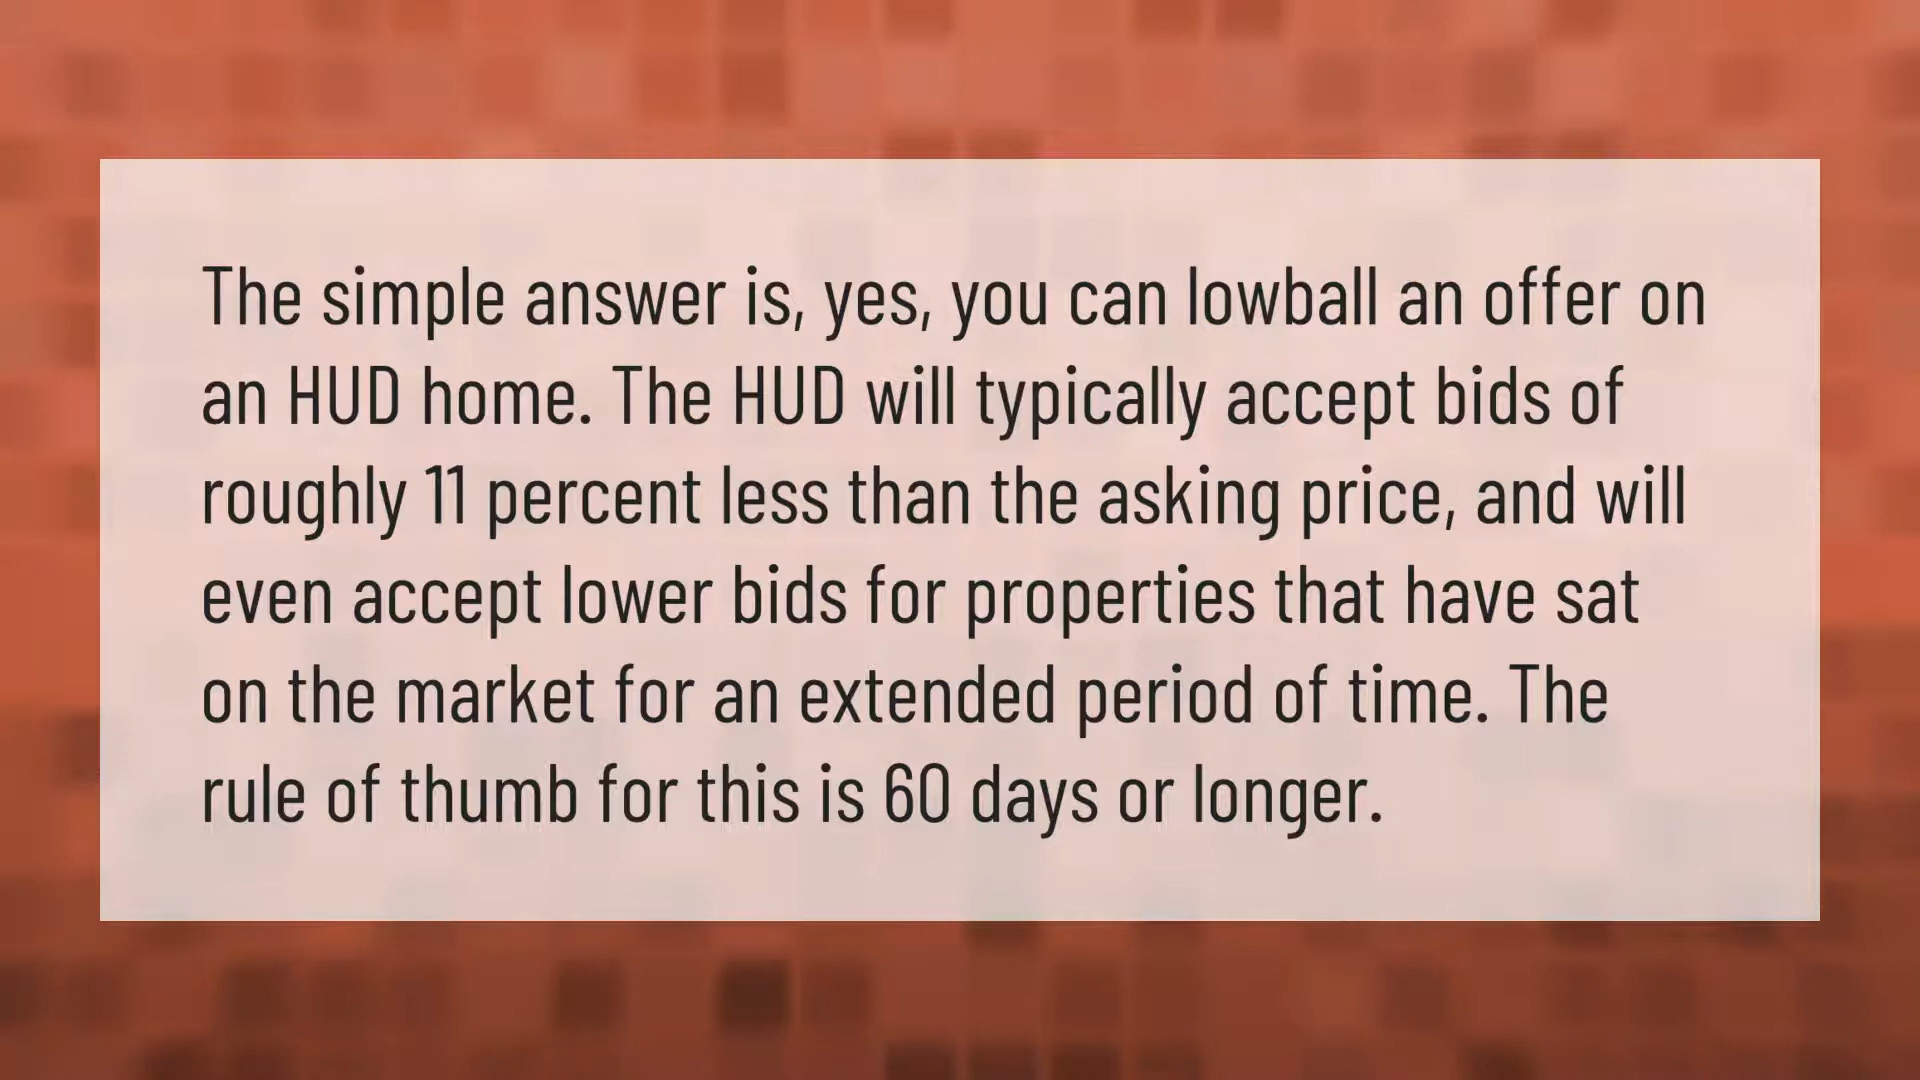 The simple answer is, yes, you can lowball an offer on
an HUD home. The HUD will typically accept bids of
roughly 11 percent less than the asking price, and will
even accept lower bids for properties that have sat
on the market for an extended period of time. The
rule of thumb for this is 60 days or longer.